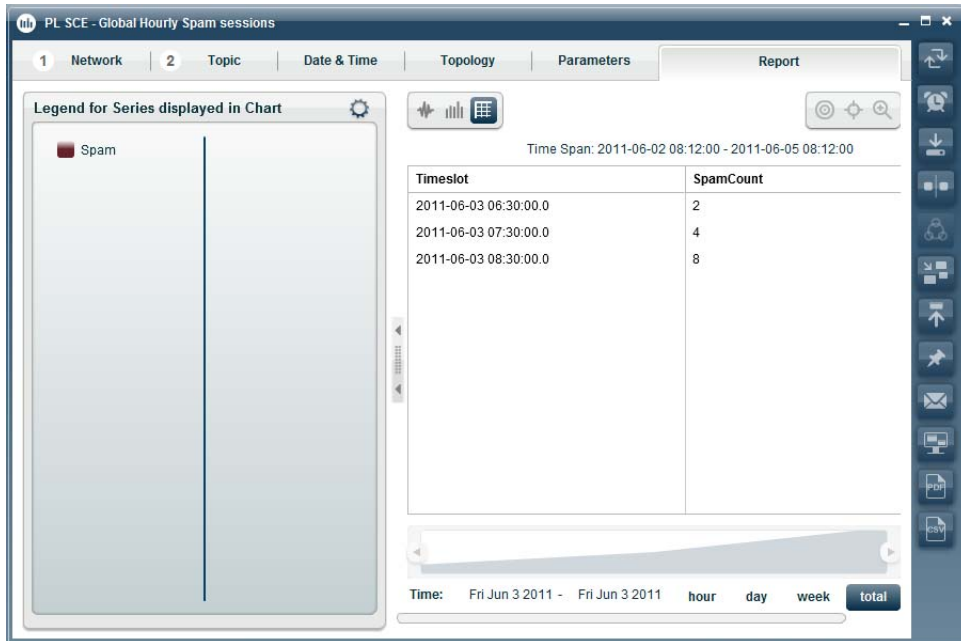 PL SCE - Global Hourly Spam sessions
1 Network 2 Topic Date & Time Topology Parameters Report
Legend for Series displayed in Chart
Spam
Time Span: 2011-06-02 08:12:00 - 2011-06-05 08:12:00
Timeslot SpamCount
2011-06-03 06:30:00.0 2
2011-06-03 07:30:00.0 4
2011-06-03 08:30:00.0 8
Time: Fri Jun 3 2011 - Fri Jun 3 2011 hour day week total
PDF
CSV